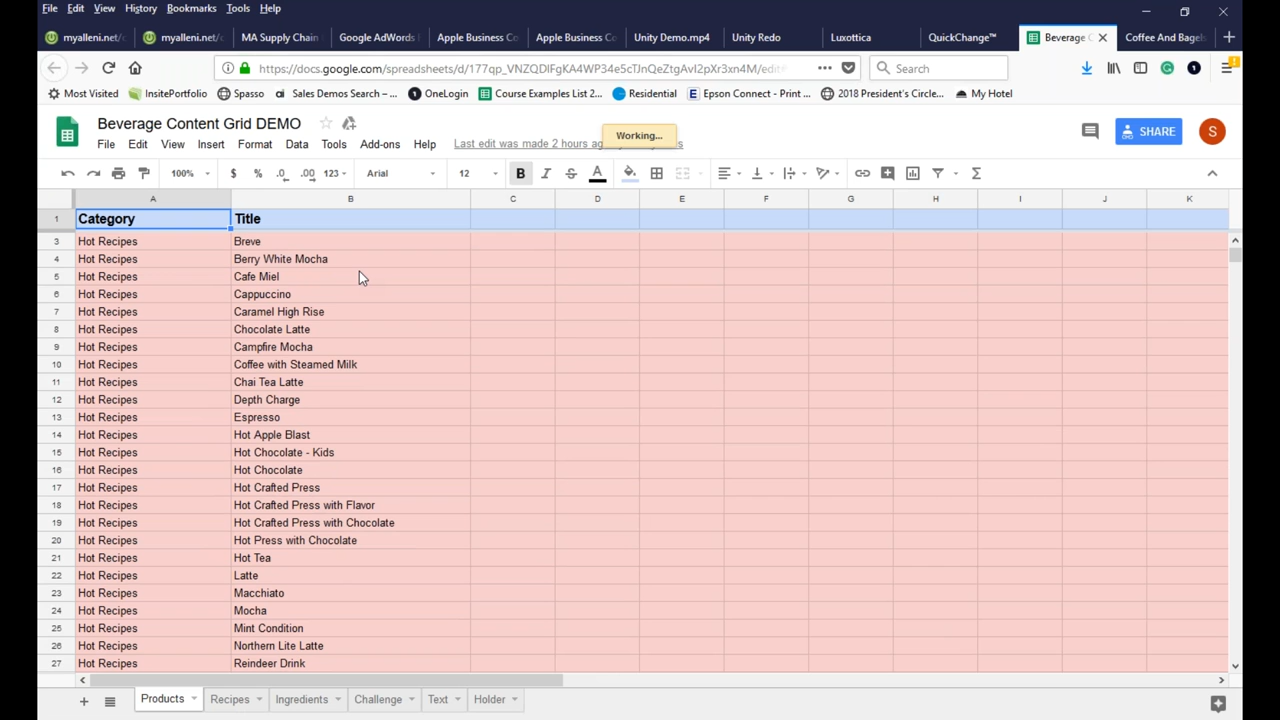 File Edit View History Bookmarks Tools Help
myalleni.net/ myalleni.net/ MA Supply Chain Google AdWords Apple Business Co Apple Business Co Unity Demo.mp4 Unity Redo Luxottica QuickChange™ Beverage C Coffee And Bagels
https://docs.google.com/spreadsheets/d/177qp_VNZQDlFgKA4WP34e5cTJnQeZtgAvI2pXr3xn4M/edit Search
Most Visited InsitePortfolio Spasso Sales Demos Search – ... OneLogin Course Examples List 2... Residential Epson Connect - Print ... 2018 President's Circle... My Hotel
Beverage Content Grid DEMO
Working...
File Edit View Insert Format Data Tools Add-ons Help Last edit was made 2 hours ag
SHARE S
100% $ % .0 .00 123 Arial 12 B I S A
A B C D E F G H I J K
1 Category Title
3 Hot Recipes Breve
4 Hot Recipes Berry White Mocha
5 Hot Recipes Cafe Miel
6 Hot Recipes Cappuccino
7 Hot Recipes Caramel High Rise
8 Hot Recipes Chocolate Latte
9 Hot Recipes Campfire Mocha
10 Hot Recipes Coffee with Steamed Milk
11 Hot Recipes Chai Tea Latte
12 Hot Recipes Depth Charge
13 Hot Recipes Espresso
14 Hot Recipes Hot Apple Blast
15 Hot Recipes Hot Chocolate - Kids
16 Hot Recipes Hot Chocolate
17 Hot Recipes Hot Crafted Press
18 Hot Recipes Hot Crafted Press with Flavor
19 Hot Recipes Hot Crafted Press with Chocolate
20 Hot Recipes Hot Press with Chocolate
21 Hot Recipes Hot Tea
22 Hot Recipes Latte
23 Hot Recipes Macchiato
24 Hot Recipes Mocha
25 Hot Recipes Mint Condition
26 Hot Recipes Northern Lite Latte
27 Hot Recipes Reindeer Drink
Products Recipes Ingredients Challenge Text Holder